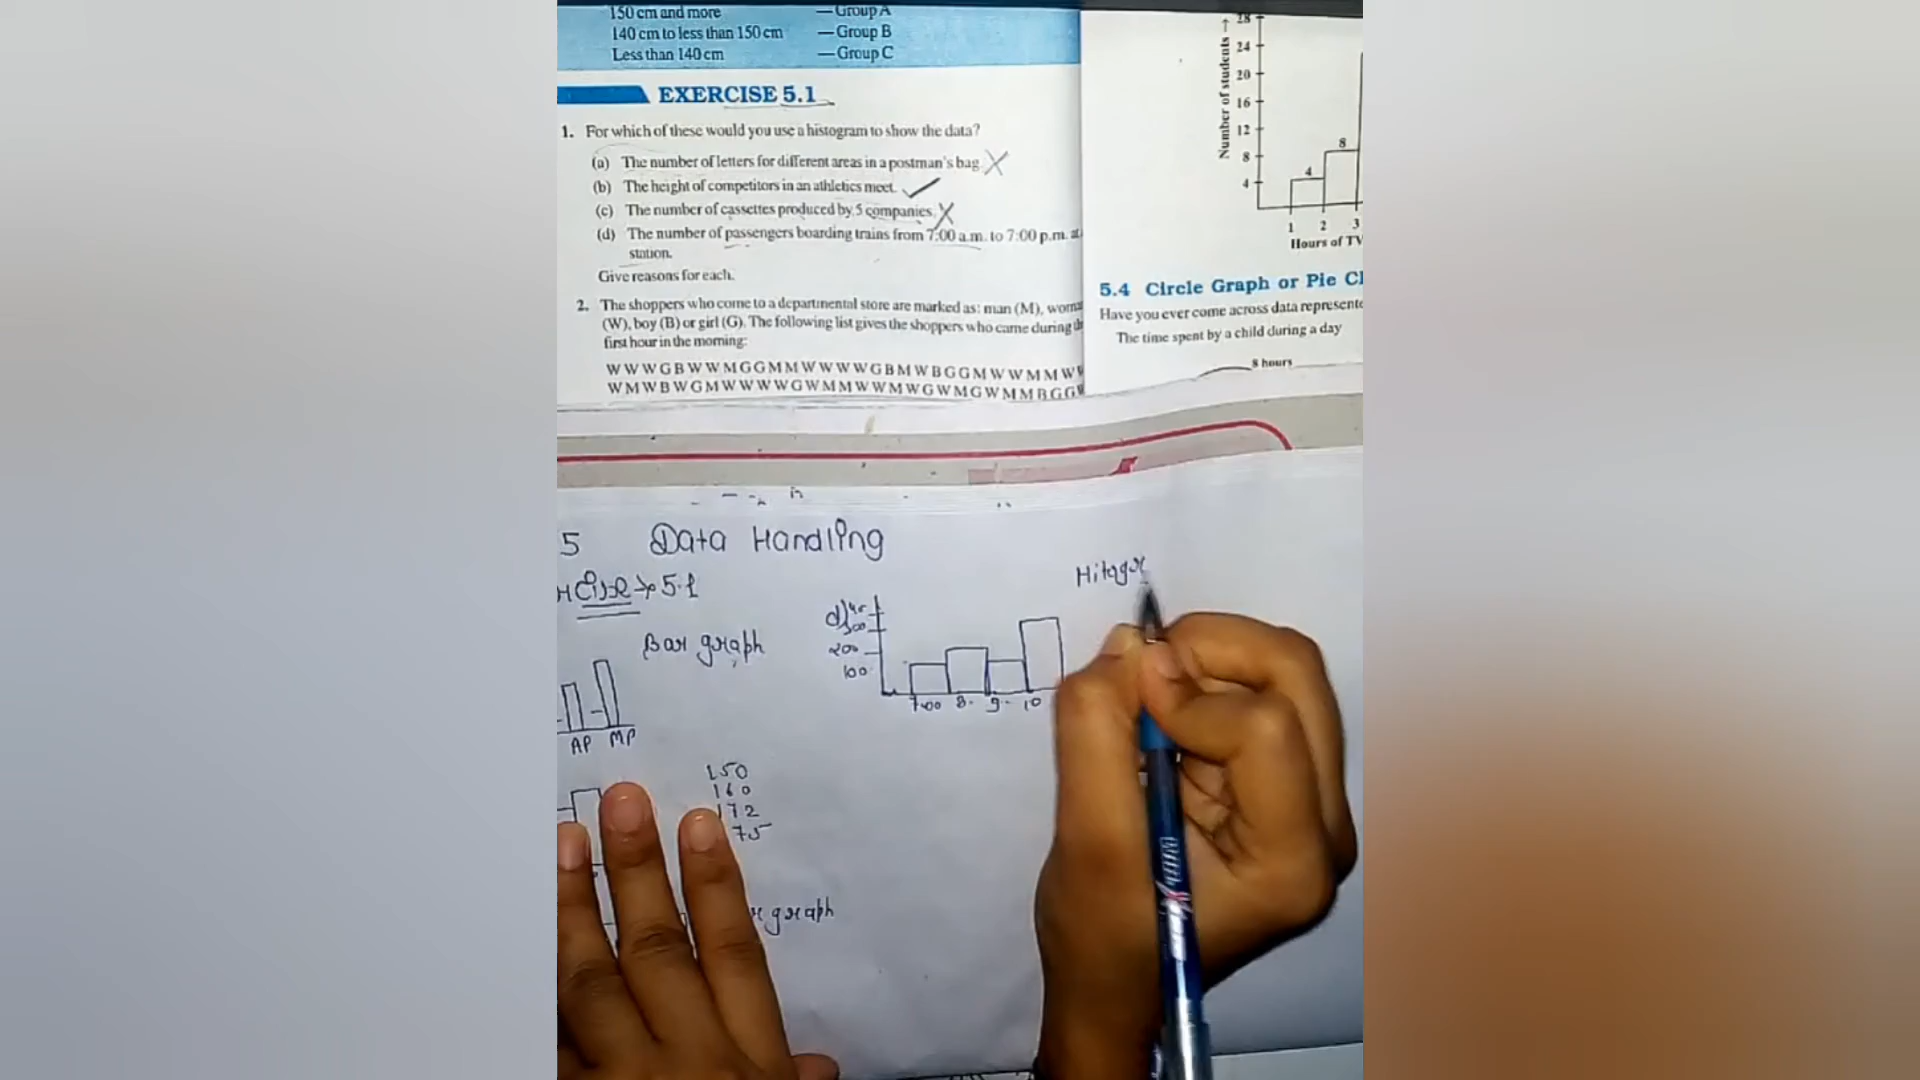 150 cm and more — Group A
140 cm to less than 150 cm — Group B
Less than 140 cm — Group C
EXERCISE 5.1
1. For which of these would you use a histogram to show the data?
(a) The number of letters for different areas in a postman's bag.
(b) The height of competitors in an athletics meet.
(c) The number of cassettes produced by 5 companies.
(d) The number of passengers boarding trains from 7:00 a.m. to 7:00 p.m. at
station.
Give reasons for each.
2. The shoppers who come to a departmental store are marked as: man (M), woma
(W), boy (B) or girl (G). The following list gives the shoppers who came during
first hour in the morning:
W W W G B W W M G G M M W W W W G B M W B G G M W W M M W
W M W B W G M W W W W G W M M W W M W G W M G W M M B G G
Number of students →
28
24
20
16
12
8
4
4
8
1 2 3
Hours of TV
5.4 Circle Graph or Pie
Have you ever come across data represente
The time spent by a child during a day
8 hours
5 Data Handling
5.1
Bar graph
AP MP
150
160
172
75
graph
d)
300
200
100
7:00 8 9 10
Hitogr